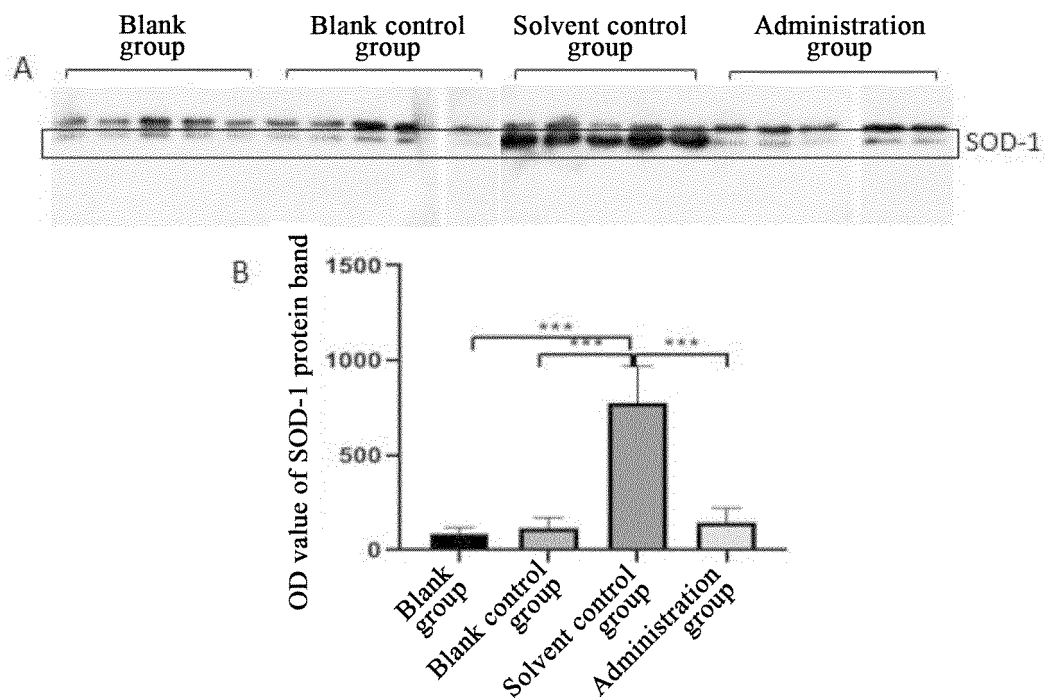 Blank
group
Blank control
group
Solvent control
group
Administration
group
A
SOD-1
B
OD value of SOD-1 protein band
1500
1000
500
0
***
***
***
Blank
group
Blank control
group
Solvent control
group
Administration
group